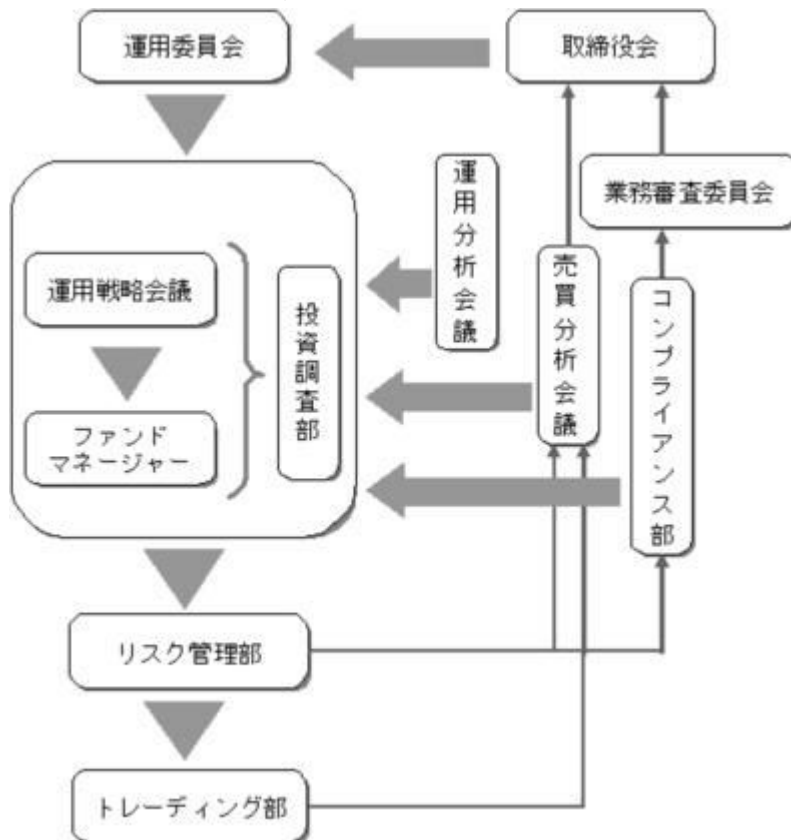 運用委員会
取締役会
業務審査委員会
運用分析会議
売買分析会議
コンプライアンス部
運用戦略会議
投資調査部
ファンド
マネージャー
リスク管理部
トレーディング部